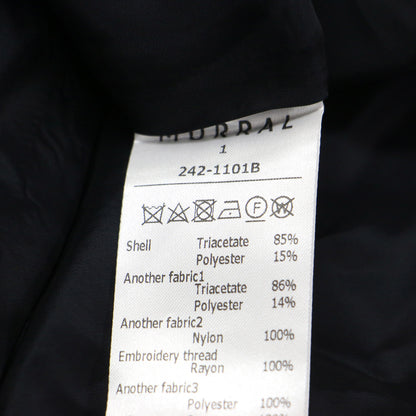 MURRAL
1
242-1101B
F W
Shell Triacetate 85%
Polyester 15%
Another fabric1
Triacetate 86%
Polyester 14%
Another fabric2
Nylon 100%
Embroidery thread
Rayon 100%
Another fabric3
Polyester 100%